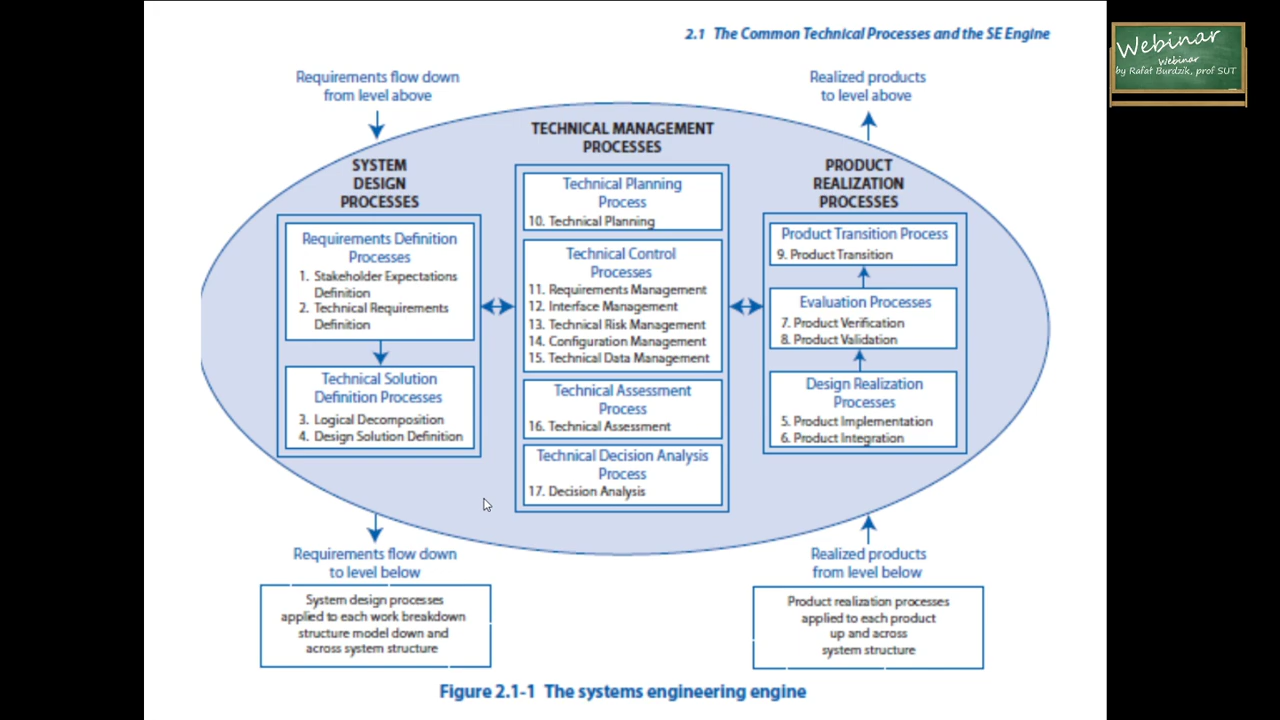 2.1 The Common Technical Processes and the SE Engine
Webinar
Webinar
by Rafał Burdzik, prof SUT
Requirements flow down
from level above
Realized products
to level above
TECHNICAL MANAGEMENT
PROCESSES
SYSTEM
DESIGN
PROCESSES
Requirements Definition
Processes
1. Stakeholder Expectations
Definition
2. Technical Requirements
Definition
Technical Solution
Definition Processes
3. Logical Decomposition
4. Design Solution Definition
Technical Planning
Process
10. Technical Planning
Technical Control
Processes
11. Requirements Management
12. Interface Management
13. Technical Risk Management
14. Configuration Management
15. Technical Data Management
Technical Assessment
Process
16. Technical Assessment
Technical Decision Analysis
Process
17. Decision Analysis
PRODUCT
REALIZATION
PROCESSES
Product Transition Process
9. Product Transition
Evaluation Processes
7. Product Verification
8. Product Validation
Design Realization
Processes
5. Product Implementation
6. Product Integration
Requirements flow down
to level below
System design processes
applied to each work breakdown
structure model down and
across system structure
Realized products
from level below
Product realization processes
applied to each product
up and across
system structure
Figure 2.1-1 The systems engineering engine